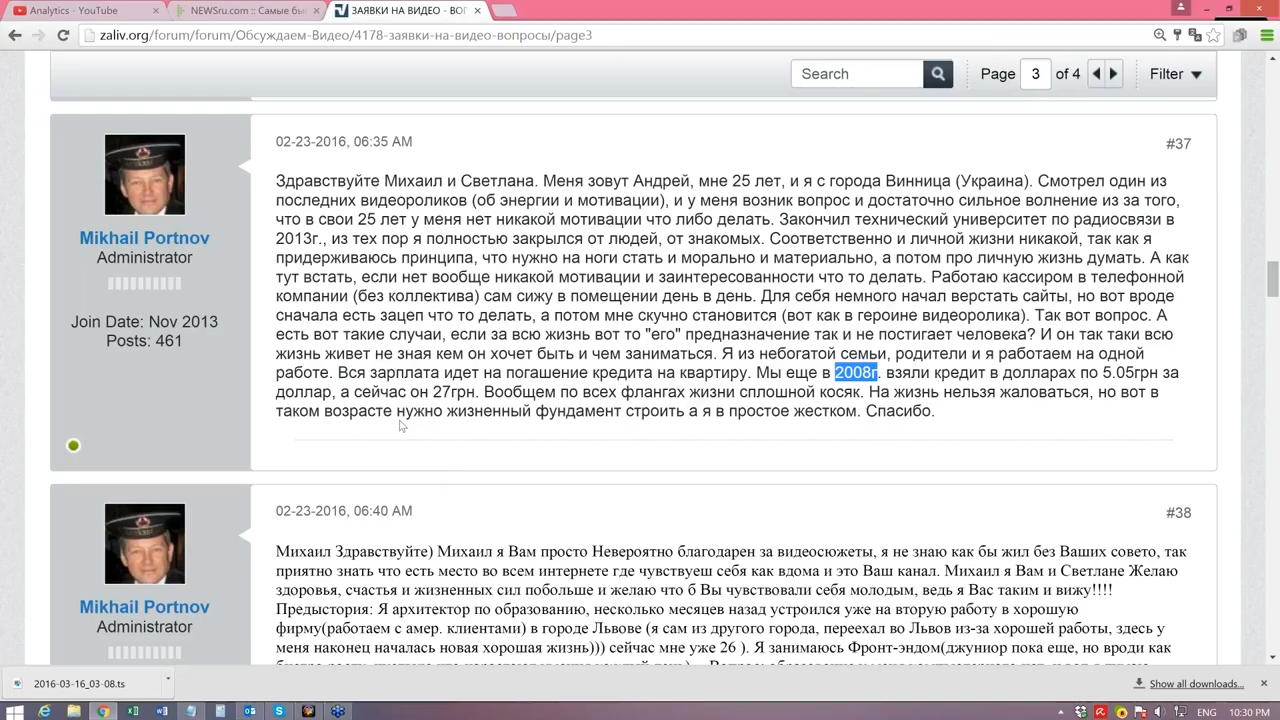 Analytics - YouTube
NEWSru.com :: Самые бы
ЗАЯВКИ НА ВИДЕО - ВОГ
zaliv.org/forum/forum/Обсуждаем-Видео/4178-заявки-на-видео-вопросы/page3
Search
Page 3 of 4
Filter
02-23-2016, 06:35 AM
#37
Mikhail Portnov
Administrator
Join Date: Nov 2013
Posts: 461
Здравствуйте Михаил и Светлана. Меня зовут Андрей, мне 25 лет, и я с города Винница (Украина). Смотрел один из
последних видеороликов (об энергии и мотивации), и у меня возник вопрос и достаточно сильное волнение из за того,
что в свои 25 лет у меня нет никакой мотивации что либо делать. Закончил технический университет по радиосвязи в
2013г., из тех пор я полностью закрылся от людей, от знакомых. Соответственно и личной жизни никакой, так как я
придерживаюсь принципа, что нужно на ноги стать и морально и материально, а потом про личную жизнь думать. А как
тут встать, если нет вообще никакой мотивации и заинтересованности что то делать. Работаю кассиром в телефонной
компании (без коллектива) сам сижу в помещении день в день. Для себя немного начал верстать сайты, но вот вроде
сначала есть зацеп что то делать, а потом мне скучно становится (вот как в героине видеоролика). Так вот вопрос. А
есть вот такие случаи, если за всю жизнь вот то "его" предназначение так и не постигает человека? И он так таки всю
жизнь живет не зная кем он хочет быть и чем заниматься. Я из небогатой семьи, родители и я работаем на одной
работе. Вся зарплата идет на погашение кредита на квартиру. Мы еще в 2008г. взяли кредит в долларах по 5.05грн за
доллар, а сейчас он 27грн. Вообщем по всех флангах жизни сплошной косяк. На жизнь нельзя жаловаться, но вот в
таком возрасте нужно жизненный фундамент строить а я в простое жестком. Спасибо.
02-23-2016, 06:40 AM
#38
Mikhail Portnov
Administrator
Михаил Здравствуйте) Михаил я Вам просто Невероятно благодарен за видеосюжеты, я не знаю как бы жил без Ваших совето, так
приятно знать что есть место во всем интернете где чувствуеш себя как вдома и это Ваш канал. Михаил я Вам и Светлане Желаю
здоровья, счастья и жизненных сил побольше и желаю что б Вы чувствовали себя молодым, ведь я Вас таким и вижу!!!!
Предыстория: Я архитектор по образованию, несколько месяцев назад устроился уже на вторую работу в хорошую
фирму(работаем с амер. клиентами) в городе Львове (я сам из другого города, переехал во Львов из-за хорошей работы, здесь у
меня наконец началась новая хорошая жизнь))) сейчас мне уже 26 ). Я занимаюсь Фронт-эндом(джуниор пока еще, но вроди как
2016-03-16_03-08.ts
Show all downloads...
ENG
10:30 PM